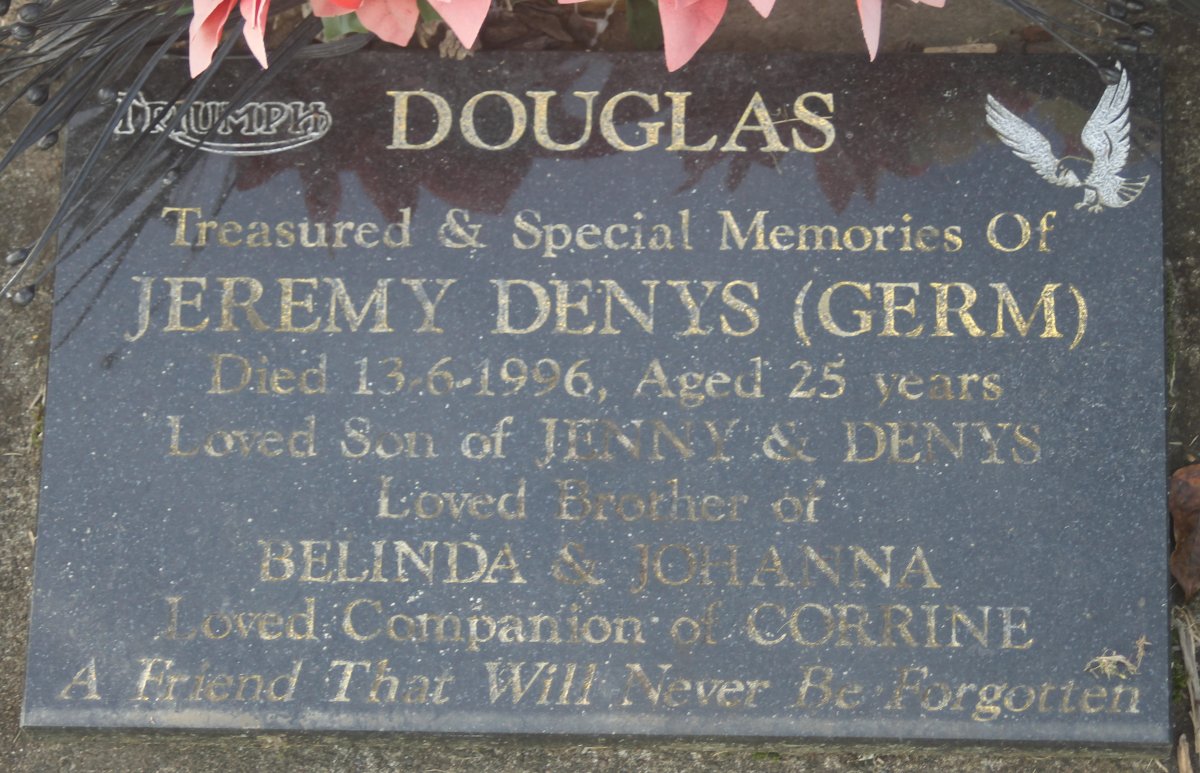 TRIUMPH
DOUGLAS
Treasured & Special Memories Of
JEREMY DENYS (GERM)
Died 13-6-1996, Aged 25 years
Loved Son of JENNY & DENYS
Loved Brother of
BELINDA & JOHANNA
Loved Companion of CORRINE
A Friend That Will Never Be Forgotten